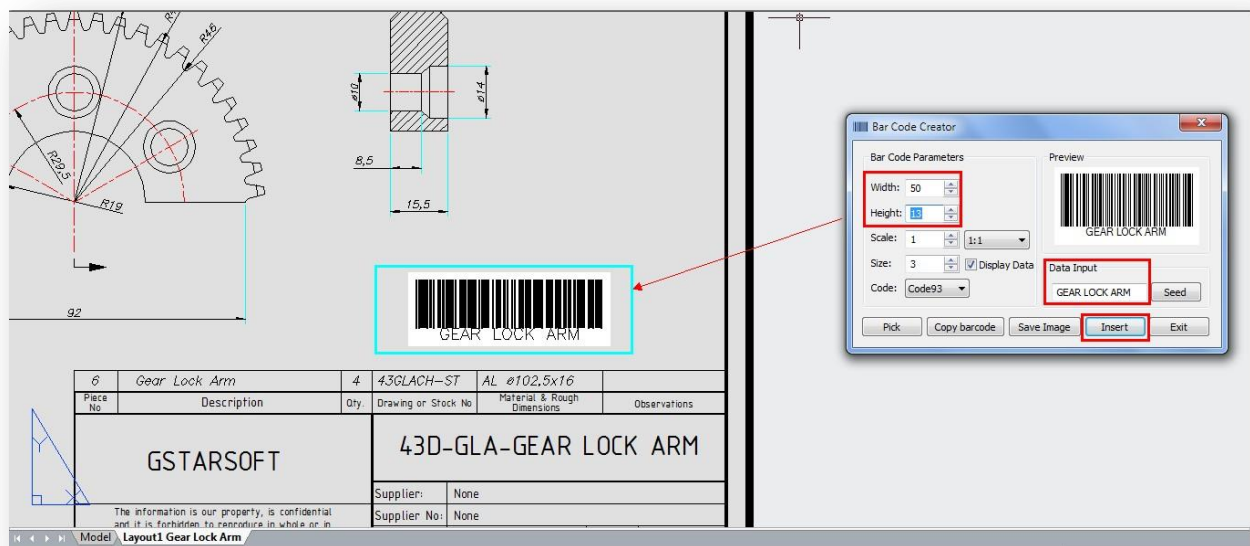 R46
R29,5
R19
92
ø10
ø14
8,5
15,5
GEAR LOCK ARM
6 Gear Lock Arm 4 43GLACH-ST AL ø102,5x16
Piece No Description Qty. Drawing or Stock No Material & Rough Dimensions Observations
GSTARSOFT
43D-GLA-GEAR LOCK ARM
Supplier: None
Supplier No: None
The information is our property, is confidential
and it is forbidden to reproduce in whole or in
Y
X
Model Layout1 Gear Lock Arm
Bar Code Creator
Bar Code Parameters
Width: 50
Height: 13
Scale: 1 1:1
Size: 3 Display Data
Code: Code93
Preview
GEAR LOCK ARM
Data Input
GEAR LOCK ARM Seed
Pick Copy barcode Save Image Insert Exit